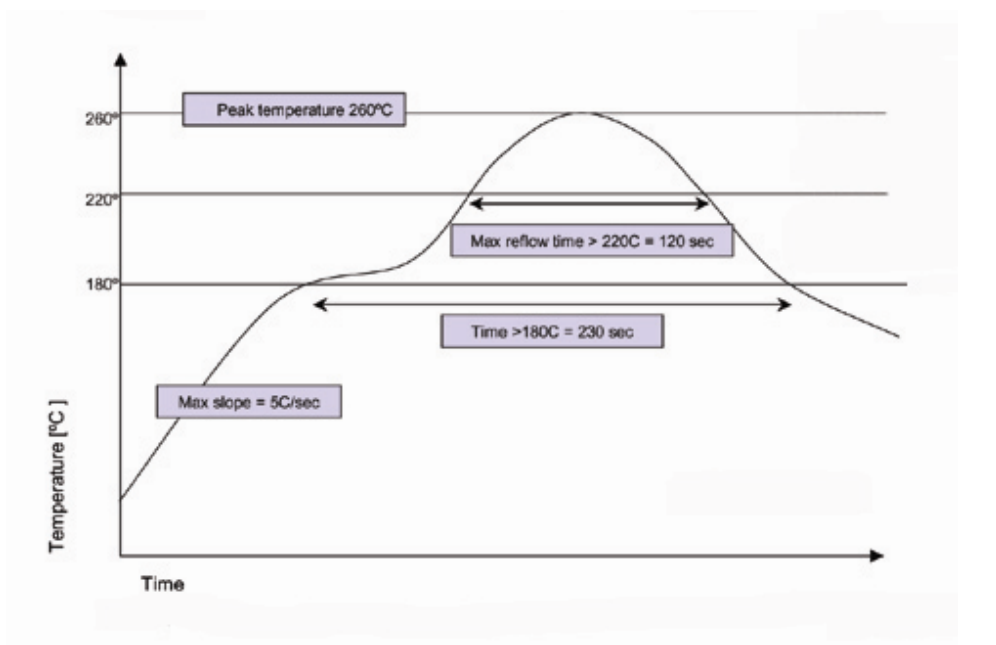 Peak temperature 260ºC
260º
220º
Max reflow time > 220C = 120 sec
180º
Time >180C = 230 sec
Max slope = 5C/sec
Temperature [ºC ]
Time